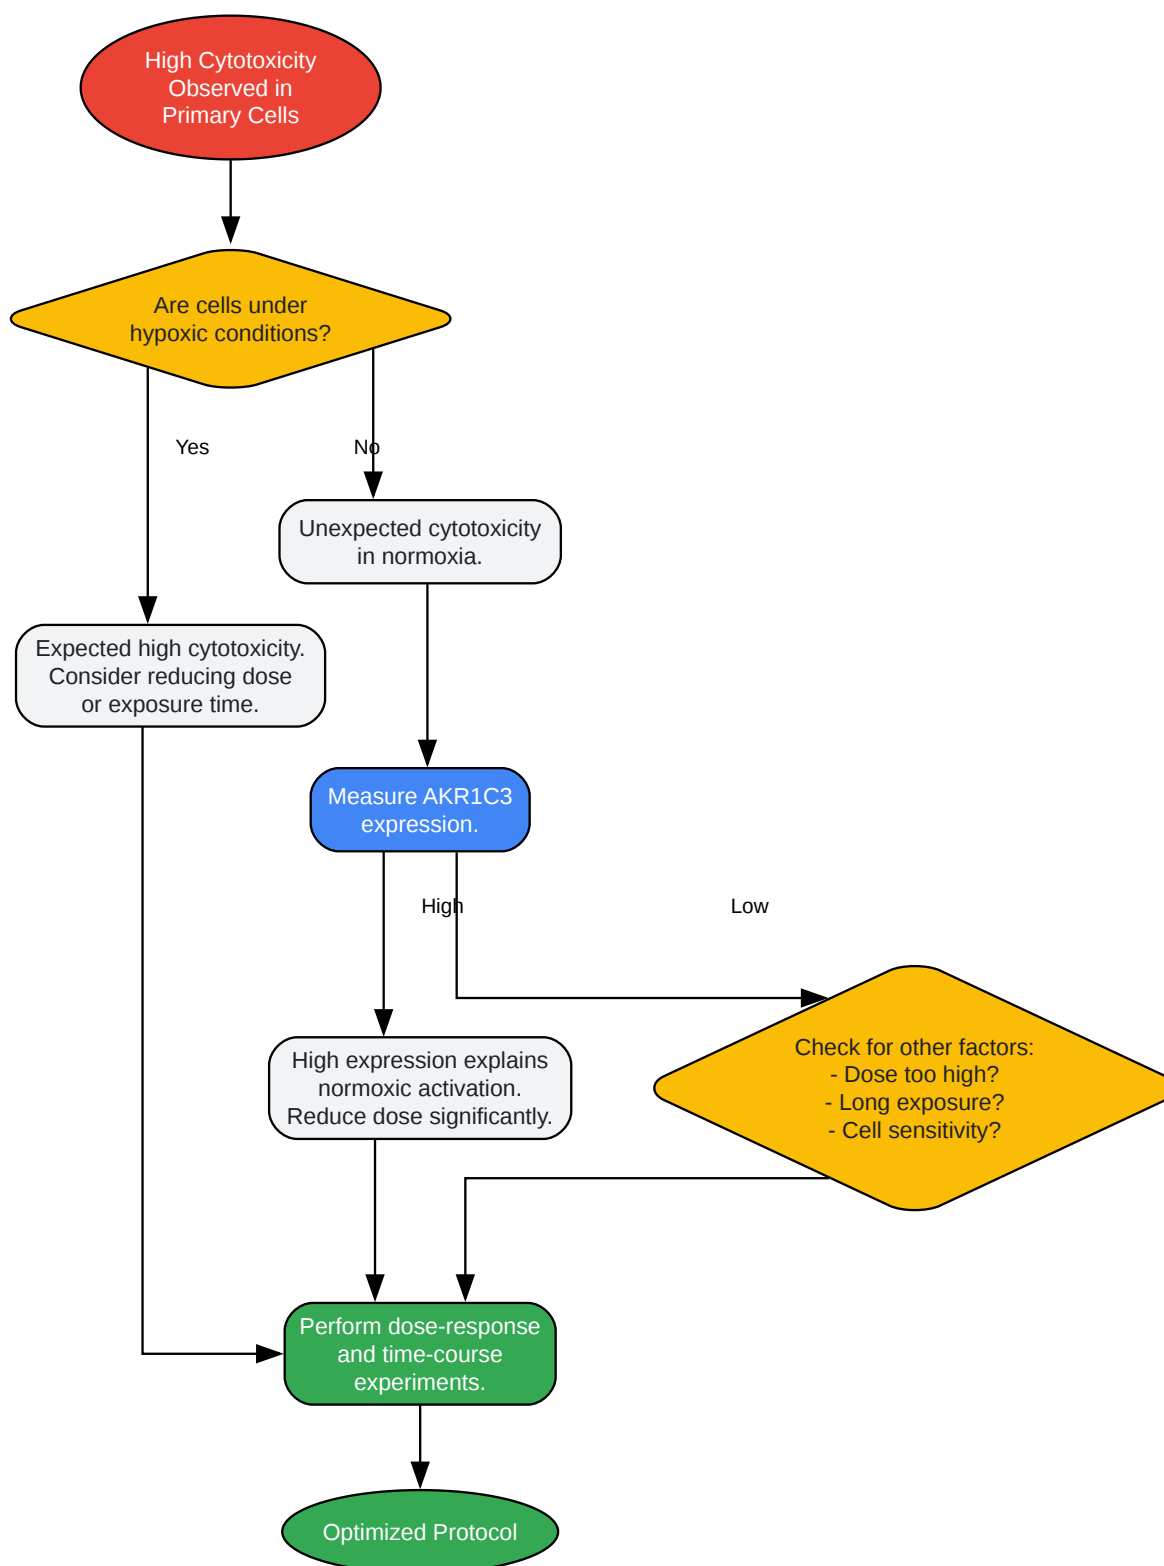 High Cytotoxicity
Observed in
Primary Cells
Are cells under
hypoxic conditions?
Yes
No
Unexpected cytotoxicity
in normoxia.
Expected high cytotoxicity.
Consider reducing dose
or exposure time.
Measure AKR1C3
expression.
High
Low
High expression explains
normoxic activation.
Reduce dose significantly.
Check for other factors:
- Dose too high?
- Long exposure?
- Cell sensitivity?
Perform dose-response
and time-course
experiments.
Optimized Protocol